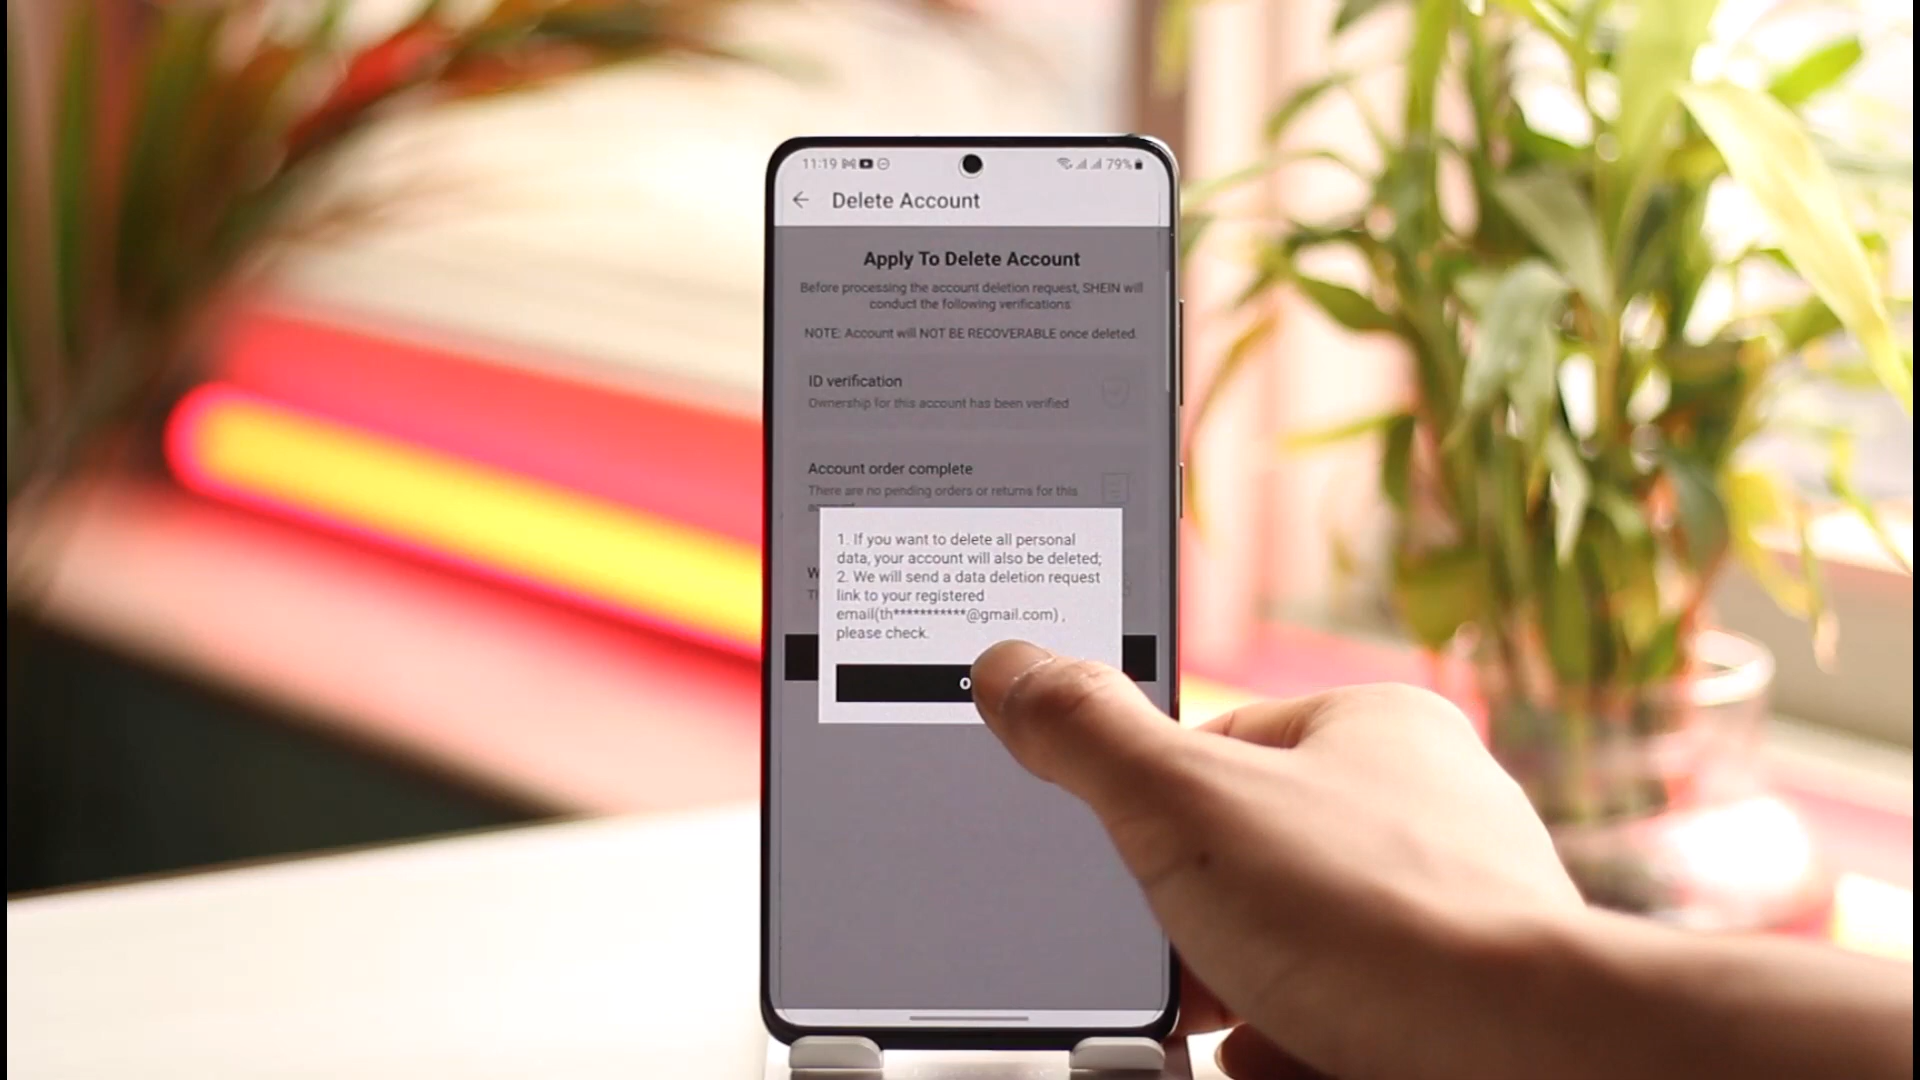 11:19
79%
Delete Account
Apply To Delete Account
Before processing the account deletion request, SHEIN will
conduct the following verifications:
NOTE: Account will NOT BE RECOVERABLE once deleted.
ID verification
Ownership for this account has been verified
Account order complete
There are no pending orders or returns for this
1. If you want to delete all personal
data, your account will also be deleted;
2. We will send a data deletion request
link to your registered
email(th***********@gmail.com) ,
please check.